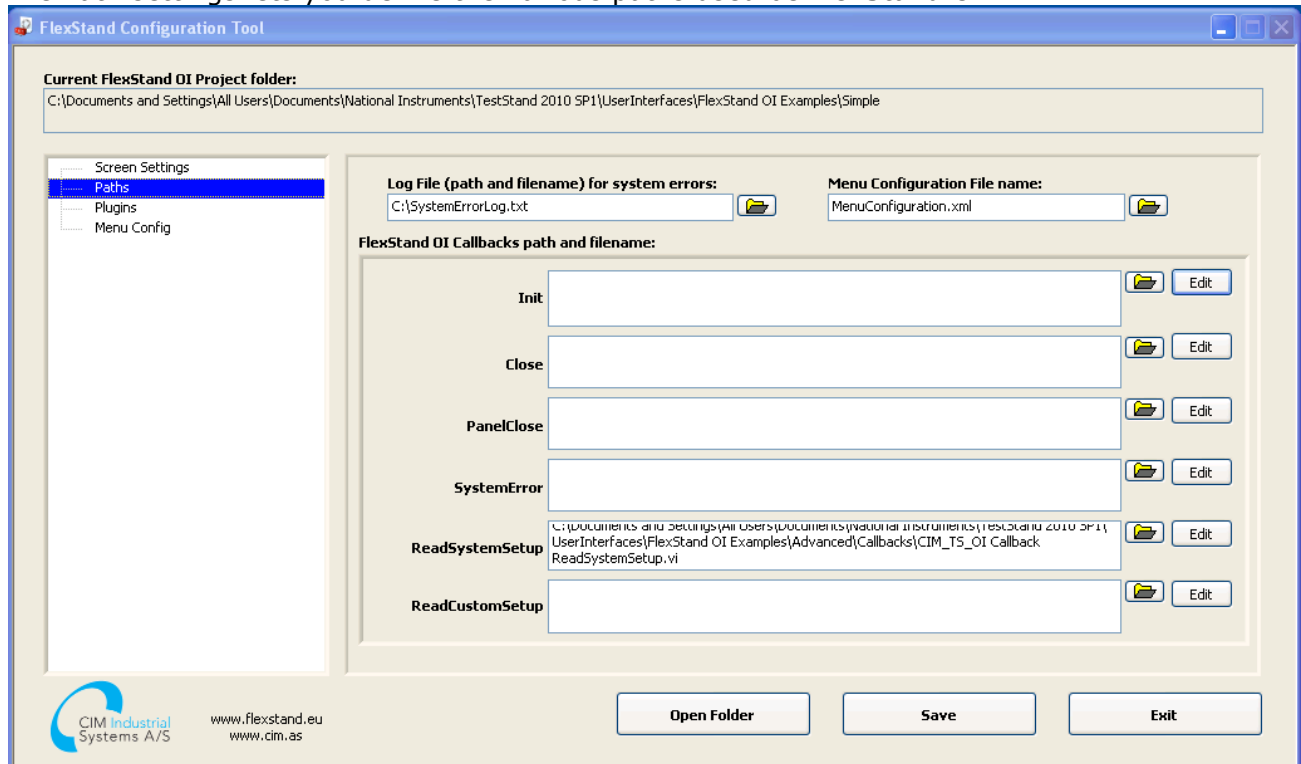 FlexStand Configuration Tool
Current FlexStand OI Project folder:
C:\Documents and Settings\All Users\Documents\National Instruments\TestStand 2010 SP1\UserInterfaces\FlexStand OI Examples\Simple
Screen Settings
Paths
Plugins
Menu Config
Log File (path and filename) for system errors:
C:\SystemErrorLog.txt
Menu Configuration File name:
MenuConfiguration.xml
FlexStand OI Callbacks path and filename:
Init
Edit
Close
Edit
PanelClose
Edit
SystemError
Edit
ReadSystemSetup
C:\Documents and Settings\All Users\Documents\National Instruments\TestStand 2010 SP1\
UserInterfaces\FlexStand OI Examples\Advanced\Callbacks\CIM_TS_OI Callback
ReadSystemSetup.vi
Edit
ReadCustomSetup
Edit
CIM Industrial
Systems A/S
www.flexstand.eu
www.cim.as
Open Folder
Save
Exit